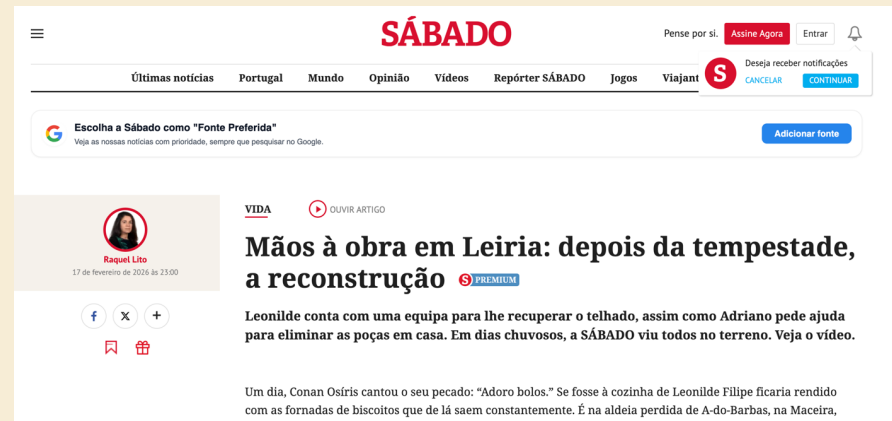 SÁBADO
Pense por si.
Assine Agora
Entrar
Últimas notícias Portugal Mundo Opinião Vídeos Repórter SÁBADO Jogos Viajant
S
Deseja receber notificações
CANCELAR CONTINUAR
G
Escolha a Sábado como "Fonte Preferida"
Veja as nossas notícias com prioridade, sempre que pesquisar no Google.
Adicionar fonte
Raquel Lito
17 de fevereiro de 2026 às 23:00
f X +
VIDA
OUVIR ARTIGO
Mãos à obra em Leiria: depois da tempestade,
a reconstrução S PREMIUM
Leonilde conta com uma equipa para lhe recuperar o telhado, assim como Adriano pede ajuda
para eliminar as poças em casa. Em dias chuvosos, a SÁBADO viu todos no terreno. Veja o vídeo.
Um dia, Conan Osíris cantou o seu pecado: “Adoro bolos.” Se fosse à cozinha de Leonilde Filipe ficaria rendido
com as fornadas de biscoitos que de lá saem constantemente. É na aldeia perdida de A-do-Barbas, na Maceira,